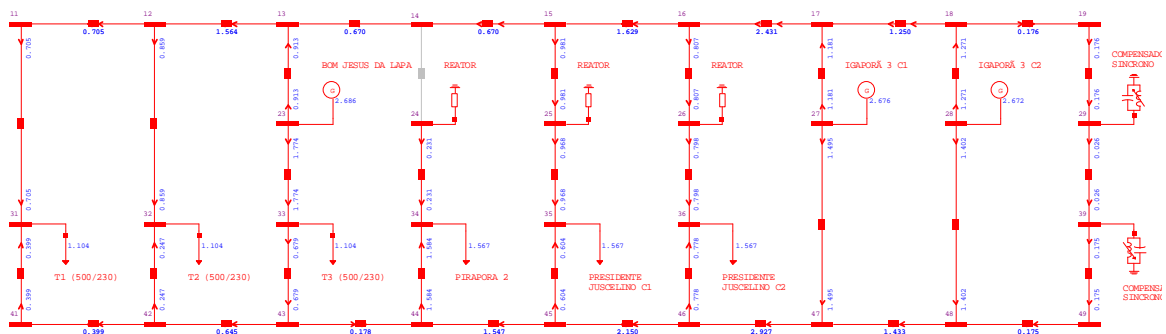 11 12 13 14 15 16 17 18 19
0.705 1.564 0.670 0.670 1.629 2.431 1.250 0.176
0.705 0.859 0.913 0.981 0.807 1.181 1.271 0.176
BOM JESUS DA LAPA REATOR REATOR REATOR IGAPORÃ 3 C1 IGAPORÃ 3 C2 COMPENSADO
SINCRONO
G G G
2.686 2.676 2.672
0.913 0.981 0.807 1.181 1.271 0.176
23 24 25 26 27 28 29
1.774 0.231 0.968 0.798 1.495 1.402 0.026
0.705 0.859 1.774 0.231 0.968 0.798 0.026
31 32 33 34 35 36 39
1.104 1.104 1.104 1.567 1.567 1.567
0.399 0.247 0.679 1.584 0.604 0.778 0.175
T1 (500/230) T2 (500/230) T3 (500/230) PIRAPORA 2 PRESIDENTE
JUSCELINO C1
PRESIDENTE
JUSCELINO C2
COMPENSADO
SINCRONO
0.399 0.247 0.679 1.584 0.604 0.778 1.495 1.402 0.175
41 42 43 44 45 46 47 48 49
0.399 0.645 0.178 1.547 2.150 2.927 1.433 0.175